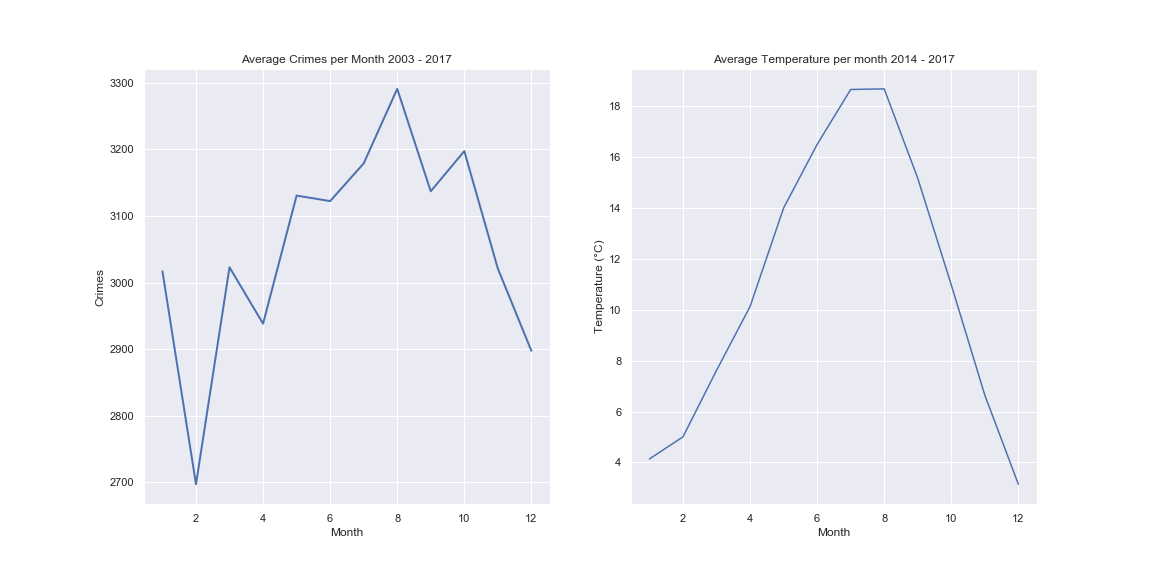 Average Crimes per Month 2003 - 2017
3300
3200
3100
3000
2900
2800
2700
Crimes
2 4 6 8 10 12
Month
Average Temperature per month 2014 - 2017
18
16
14
12
10
8
6
4
Temperature (°C)
2 4 6 8 10 12
Month